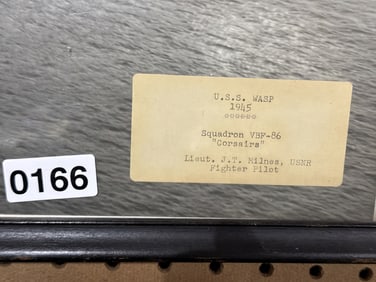 U.S.S. WASP
1945
oooooo
Squadron VBF-86
"Corsairs"
Lieut. J.T. Milnes, USNR
Fighter Pilot
0166